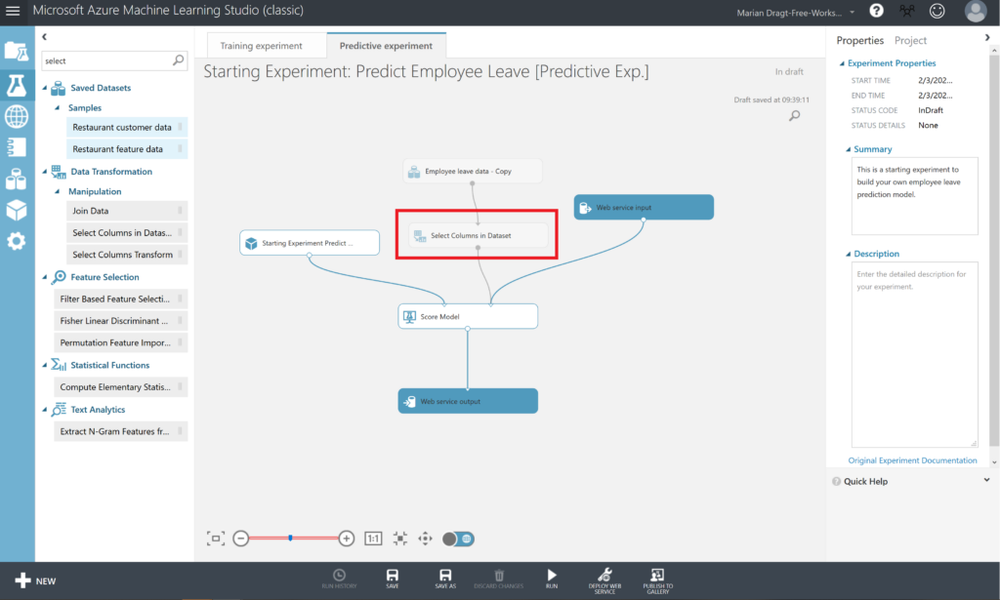 Microsoft Azure Machine Learning Studio (classic)
Marian Dragt-Free-Works...
?
select
Saved Datasets
Samples
Restaurant customer data
Restaurant feature data
Data Transformation
Manipulation
Join Data
Select Columns in Datas...
Select Columns Transform
Feature Selection
Filter Based Feature Selecti...
Fisher Linear Discriminant ...
Permutation Feature Impor...
Statistical Functions
Compute Elementary Statis...
Text Analytics
Extract N-Gram Features fr...
Training experiment
Predictive experiment
Starting Experiment: Predict Employee Leave [Predictive Exp.]
In draft
Draft saved at 09:39:11
Employee leave data - Copy
Web service input
Select Columns in Dataset
Starting Experiment Predict ...
Score Model
Web service output
1:1
Properties
Project
Experiment Properties
START TIME 2/3/202...
END TIME 2/3/202...
STATUS CODE InDraft
STATUS DETAILS None
Summary
This is a starting experiment to
build your own employee leave
prediction model.
Description
Enter the detailed description for
your experiment.
Original Experiment Documentation
Quick Help
NEW
RUN HISTORY
SAVE
SAVE AS
DISCARD CHANGES
RUN
DEPLOY WEB
SERVICE
PUBLISH TO
GALLERY